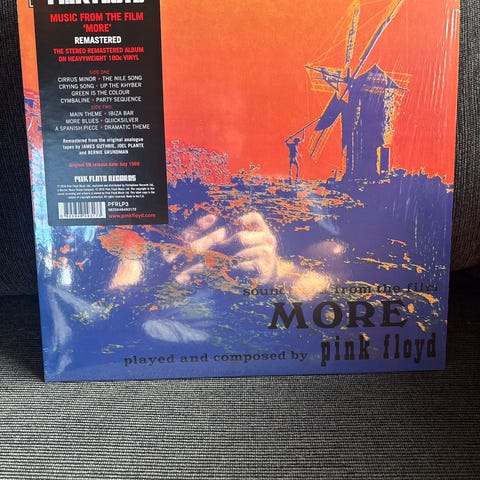 PINK FLOYD
MUSIC FROM THE FILM
'MORE'
REMASTERED
THE STEREO REMASTERED ALBUM
ON HEAVYWEIGHT 180g VINYL
SIDE ONE
CIRRUS MINOR - THE NILE SONG
CRYING SONG - UP THE KHYBER
GREEN IS THE COLOUR
CYMBALINE - PARTY SEQUENCE
SIDE TWO
MAIN THEME - IBIZA BAR
MORE BLUES - QUICKSILVER
A SPANISH PIECE - DRAMATIC THEME
Remastered from the original analogue
tapes by JAMES GUTHRIE, JOEL PLANTE
and BERNIE GRUNDMAN
Original UK release date: July 1969
PINK FLOYD RECORDS
PFRLP3
www.pinkfloyd.com
sound from the film
MORE
played and composed by pink floyd